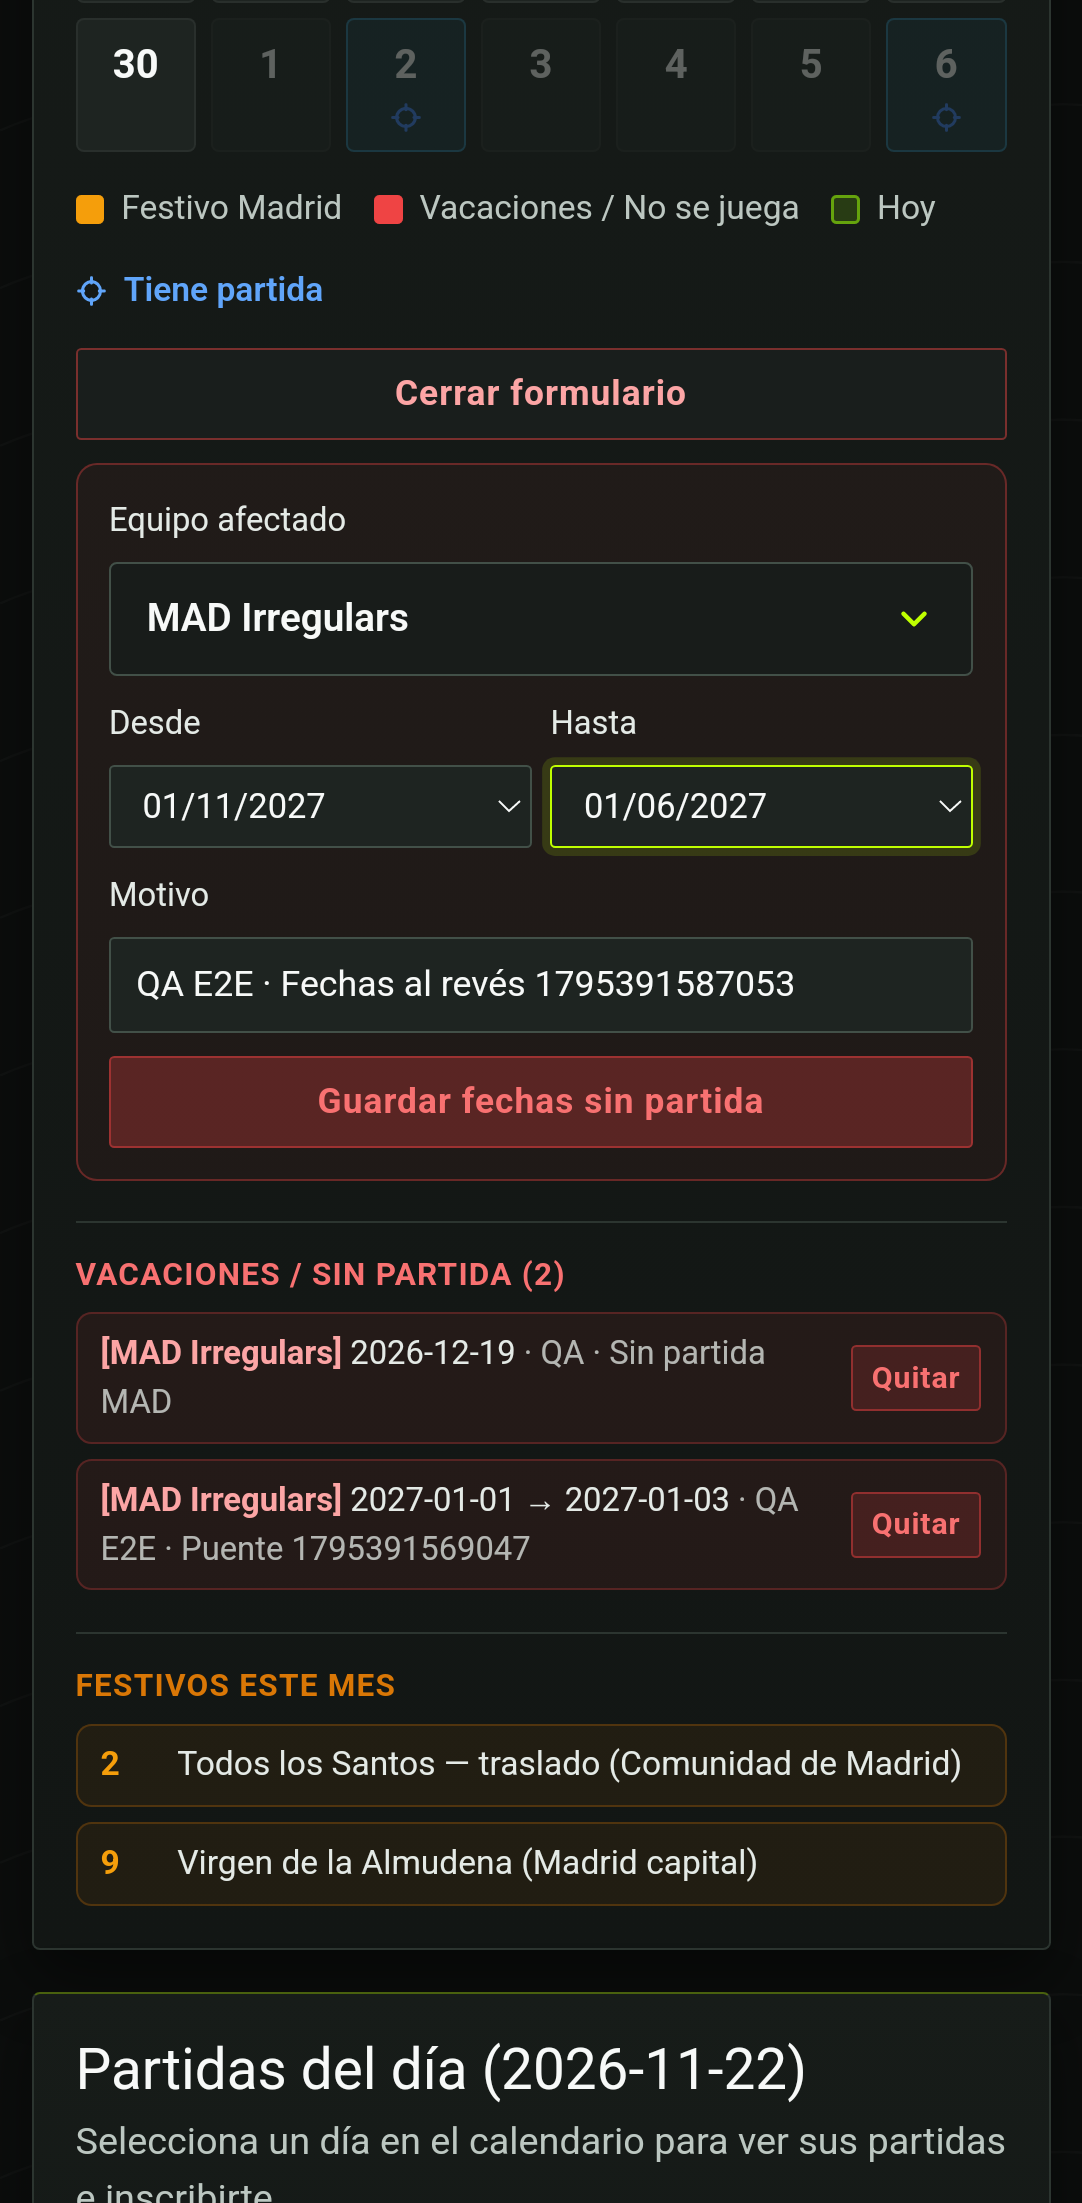 30 1 2 3 4 5 6
Festivo Madrid Vacaciones / No se juega Hoy
Tiene partida
Cerrar formulario
Equipo afectado
MAD Irregulars
Desde Hasta
01/11/2027 01/06/2027
Motivo
QA E2E · Fechas al revés 1795391587053
Guardar fechas sin partida
VACACIONES / SIN PARTIDA (2)
[MAD Irregulars] 2026-12-19 · QA · Sin partida
MAD
Quitar
[MAD Irregulars] 2027-01-01 → 2027-01-03 · QA
E2E · Puente 1795391569047
Quitar
FESTIVOS ESTE MES
2 Todos los Santos — traslado (Comunidad de Madrid)
9 Virgen de la Almudena (Madrid capital)
Partidas del día (2026-11-22)
Selecciona un día en el calendario para ver sus partidas
e inscribirte